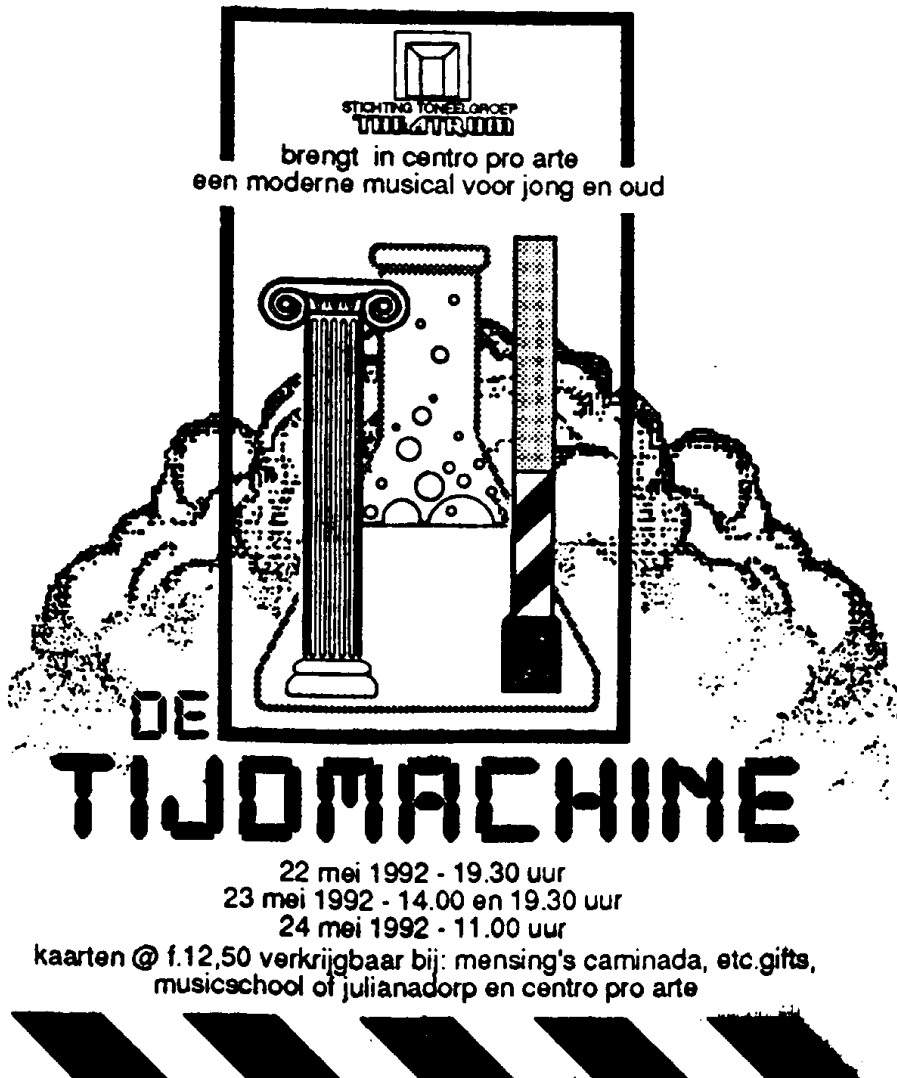 STICHTING TONEELGROEP
THEATRUM
brengt in centro pro arte
een moderne musical voor jong en oud
DE
TIJDMACHINE
22 mei 1992 - 19.30 uur
23 mei 1992 - 14.00 en 19.30 uur
24 mei 1992 - 11.00 uur
kaarten @ f.12,50 verkrijgbaar bij: mensing's caminada, etc.gifts,
musicschool of julianadorp en centro pro arte